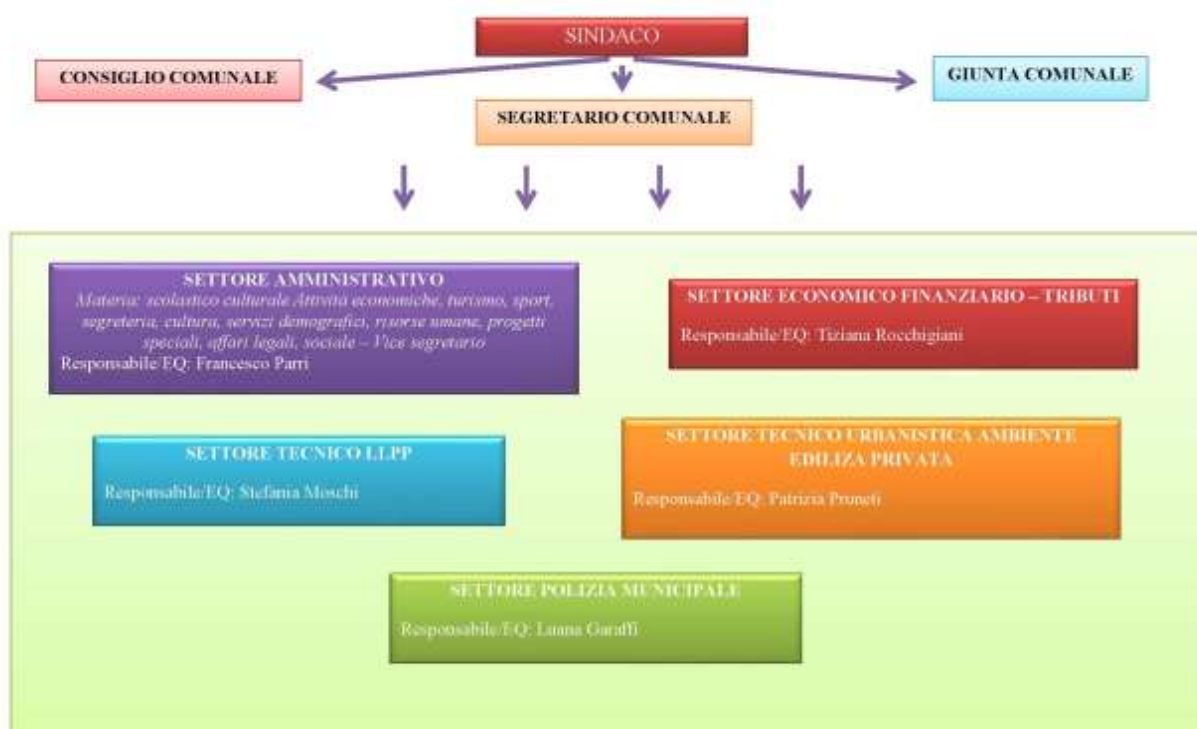 SINDACO
CONSIGLIO COMUNALE
GIUNTA COMUNALE
SEGRETARIO COMUNALE
SETTORE AMMINISTRATIVO
Materia: scolastico culturale Attività economiche, turismo, sport,
segreteria, cultura, servizi demografici, risorse umane, progetti
speciali, affari legali, sociale – Vice segretario
Responsabile/EQ: Francesco Parri
SETTORE ECONOMICO FINANZIARIO – TRIBUTI
Responsabile/EQ: Tiziana Rocchigiani
SETTORE TECNICO LLPP
Responsabile/EQ: Stefania Moschi
SETTORE TECNICO URBANISTICA AMBIENTE
EDILIZA PRIVATA
Responsabile/EQ: Patrizia Pruneti
SETTORE POLIZIA MUNICIPALE
Responsabile/EQ: Luana Garaffi